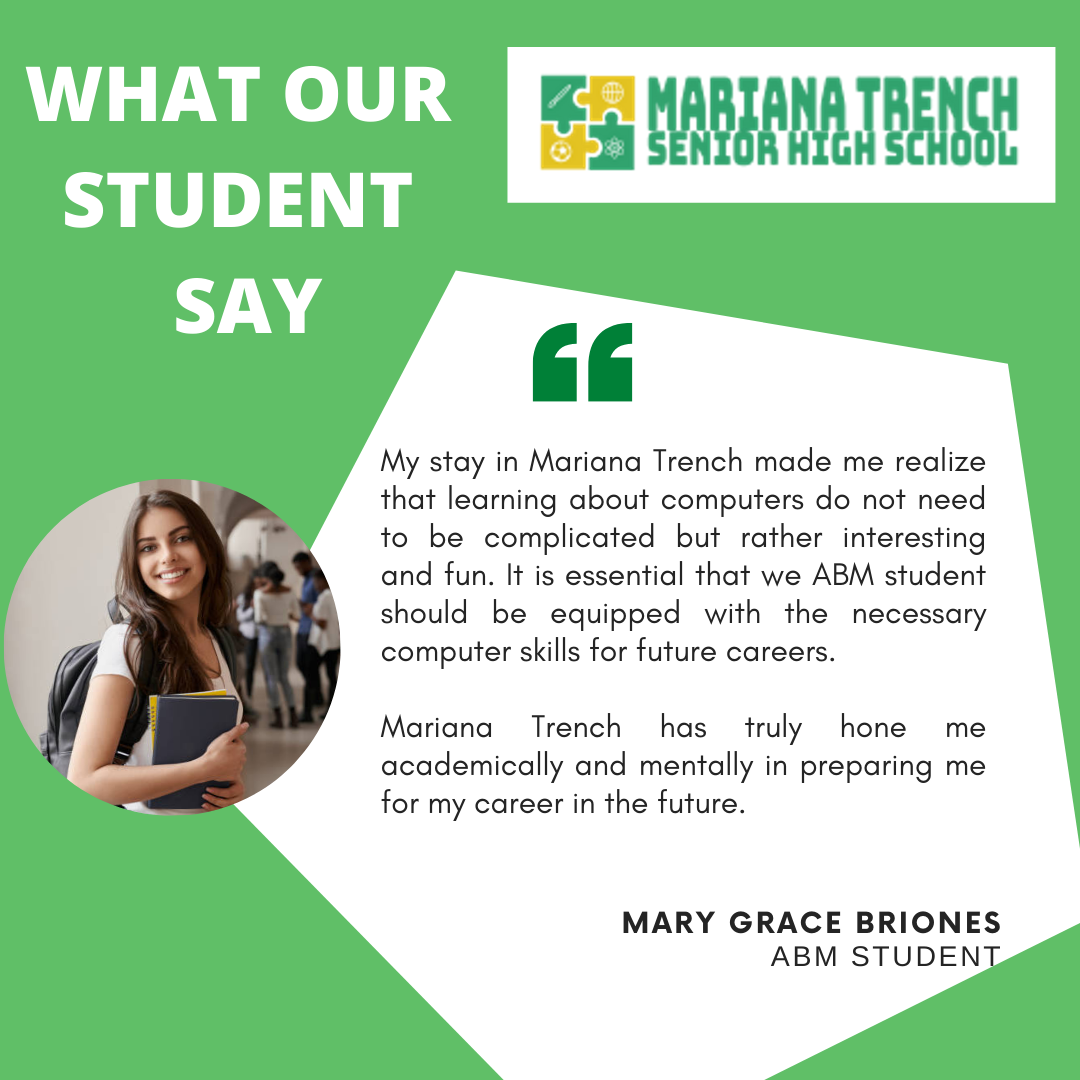 WHAT OUR
STUDENT
SAY
MARIANA TRENCH
SENIOR HIGH SCHOOL
“
My stay in Mariana Trench made me realize
that learning about computers do not need
to be complicated but rather interesting
and fun. It is essential that we ABM student
should be equipped with the necessary
computer skills for future careers.
Mariana Trench has truly hone me
academically and mentally in preparing me
for my career in the future.
MARY GRACE BRIONES
ABM STUDENT